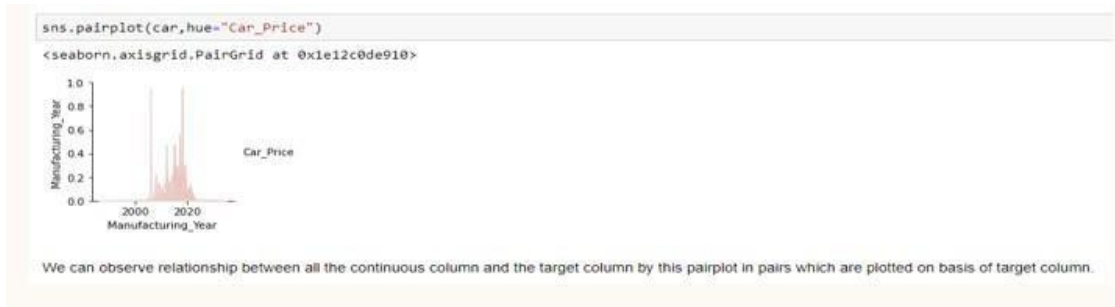 sns.pairplot(car,hue="Car_Price")
<seaborn.axisgrid.PairGrid at 0x1e12c0de910>
1.0
0.8
0.6
0.4
0.2
0.0
Manufacturing_Year
Car_Price
2000 2020
Manufacturing_Year
We can observe relationship between all the continuous column and the target column by this pairplot in pairs which are plotted on basis of target column.